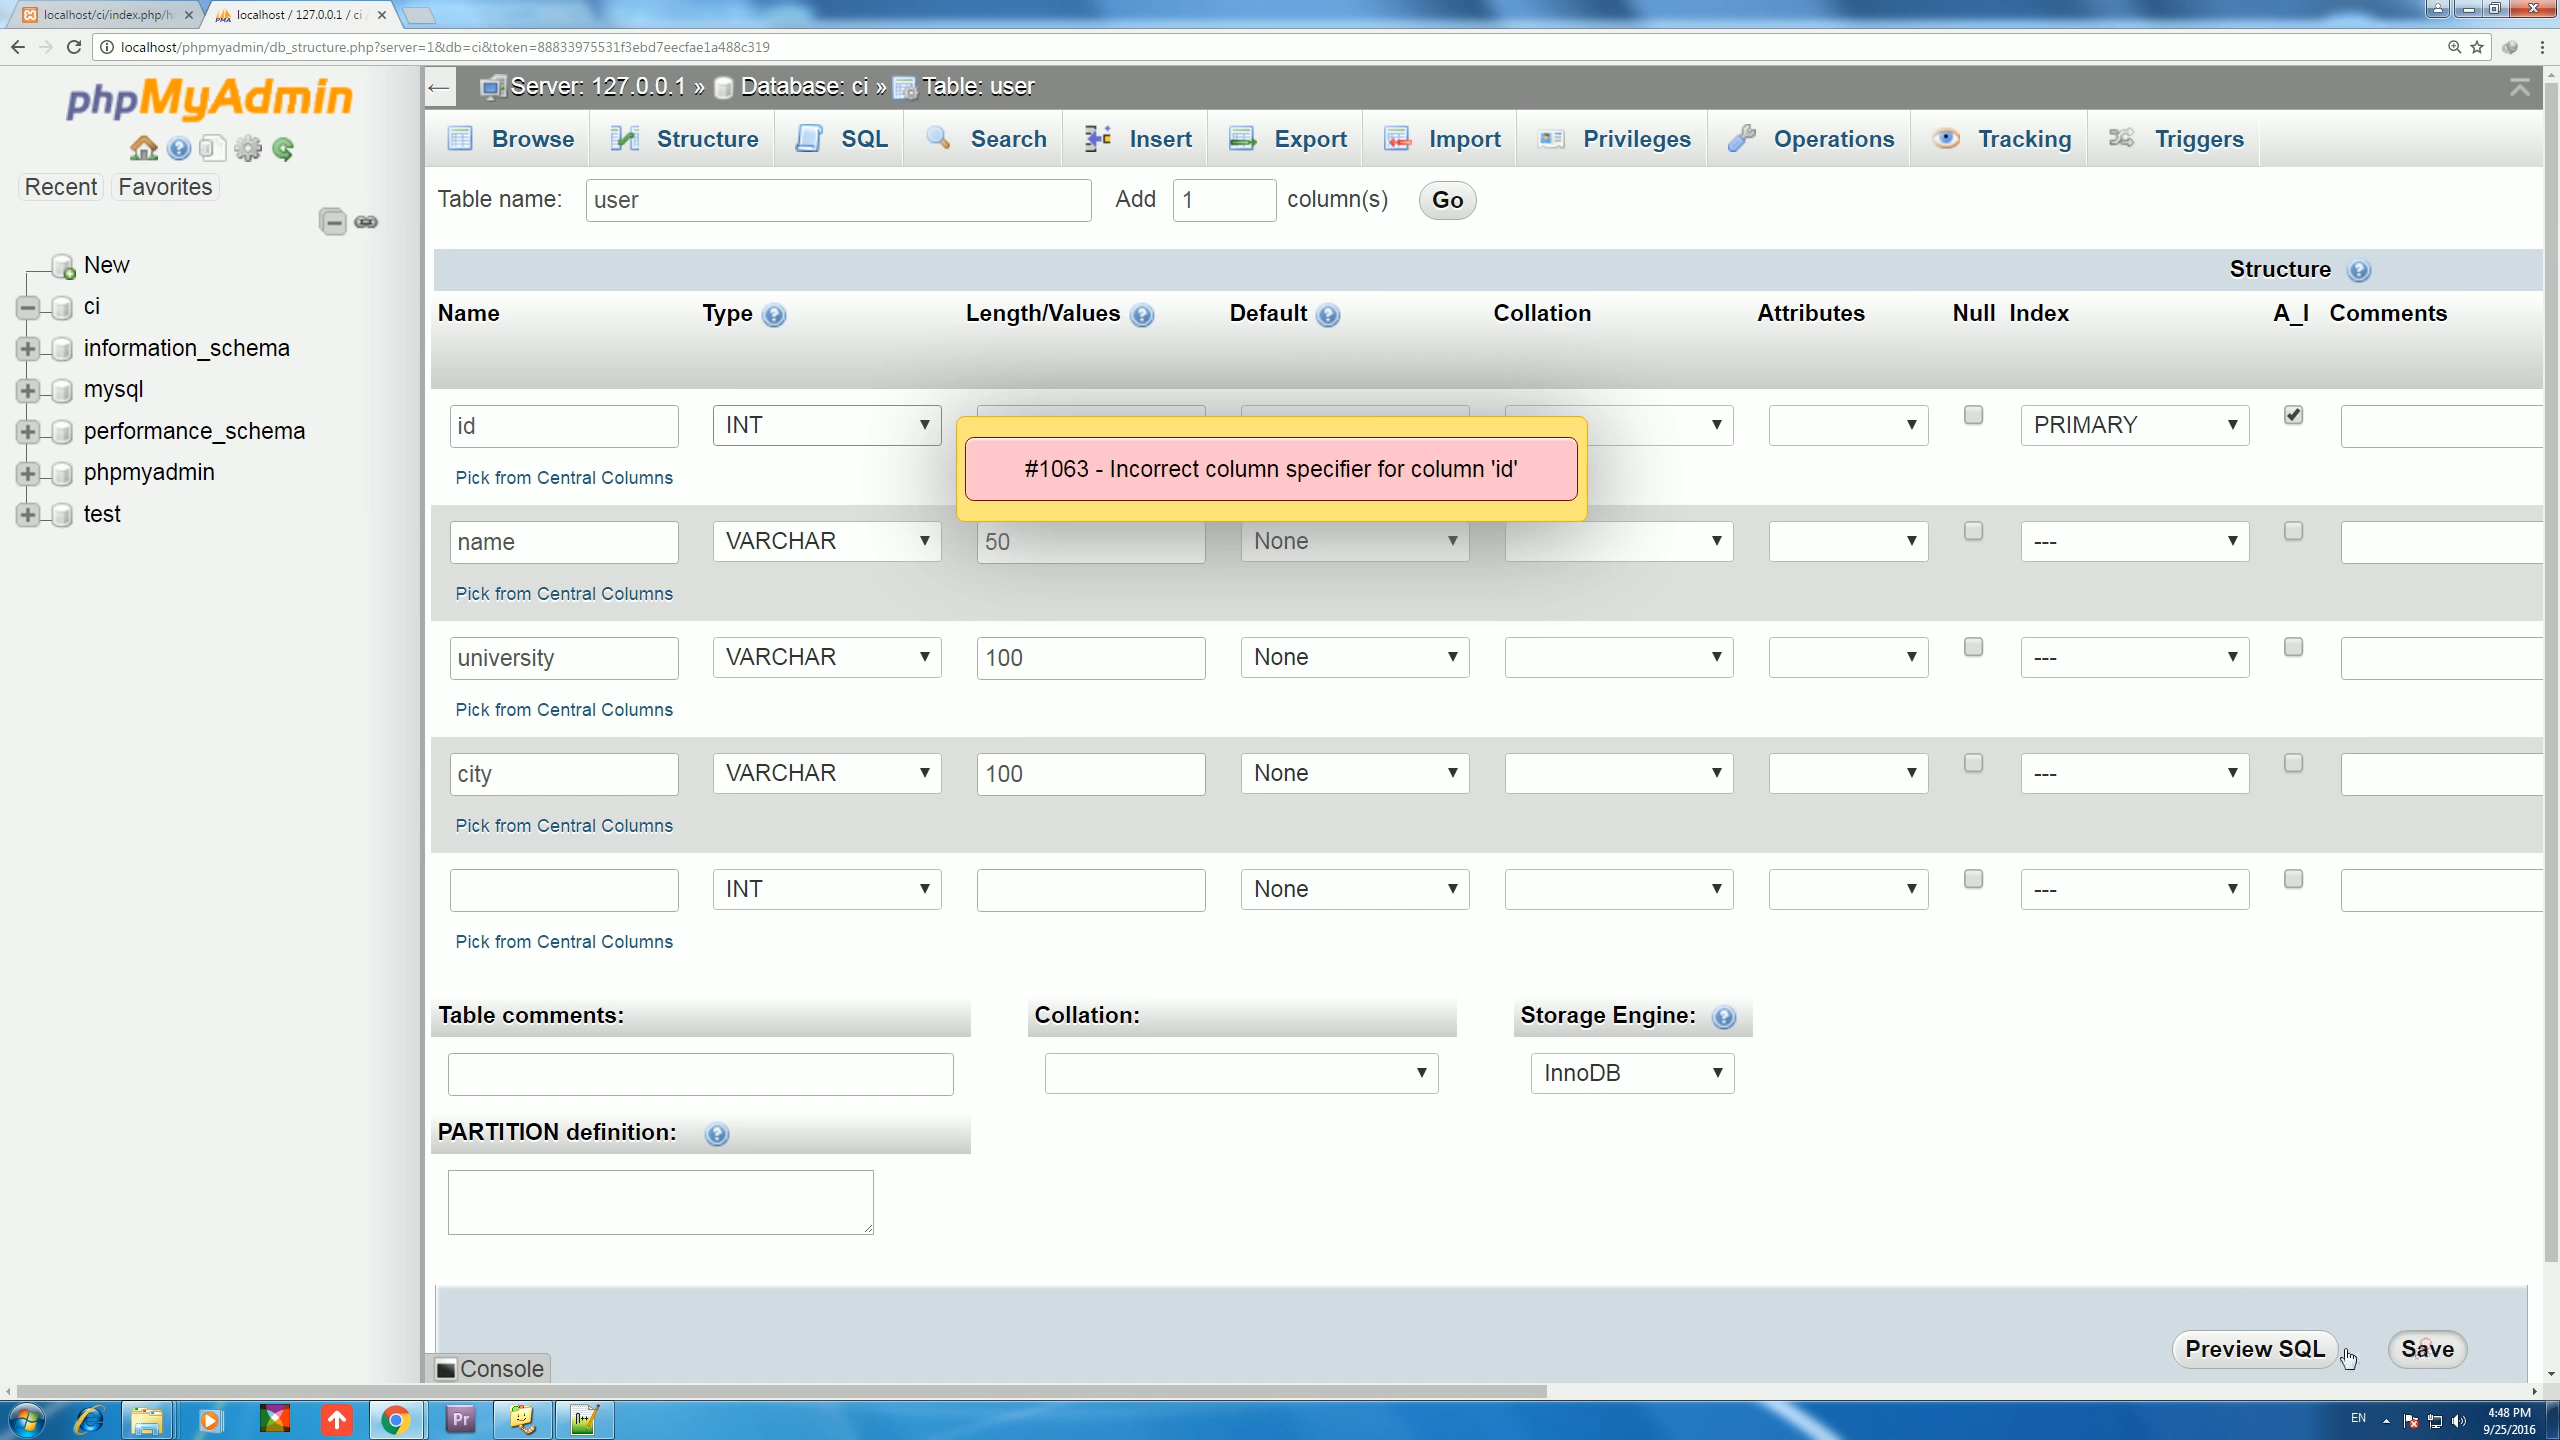 localhost/ci/index.php/h
localhost / 127.0.0.1 / ci
localhost/phpmyadmin/db_structure.php?server=1&db=ci&token=88833975531f3ebd7eecfae1a488c319
phpMyAdmin
Recent Favorites
New
ci
information_schema
mysql
performance_schema
phpmyadmin
test
Server: 127.0.0.1 » Database: ci » Table: user
Browse Structure SQL Search Insert Export Import Privileges Operations Tracking Triggers
Table name: user Add 1 column(s) Go
Structure
Name Type Length/Values Default Collation Attributes Null Index A_I Comments
id INT PRIMARY
Pick from Central Columns
#1063 - Incorrect column specifier for column 'id'
name VARCHAR 50 None ---
Pick from Central Columns
university VARCHAR 100 None ---
Pick from Central Columns
city VARCHAR 100 None ---
Pick from Central Columns
INT None ---
Pick from Central Columns
Table comments: Collation: Storage Engine:
InnoDB
PARTITION definition:
Preview SQL Save
Console
Pr
EN
4:48 PM
9/25/2016